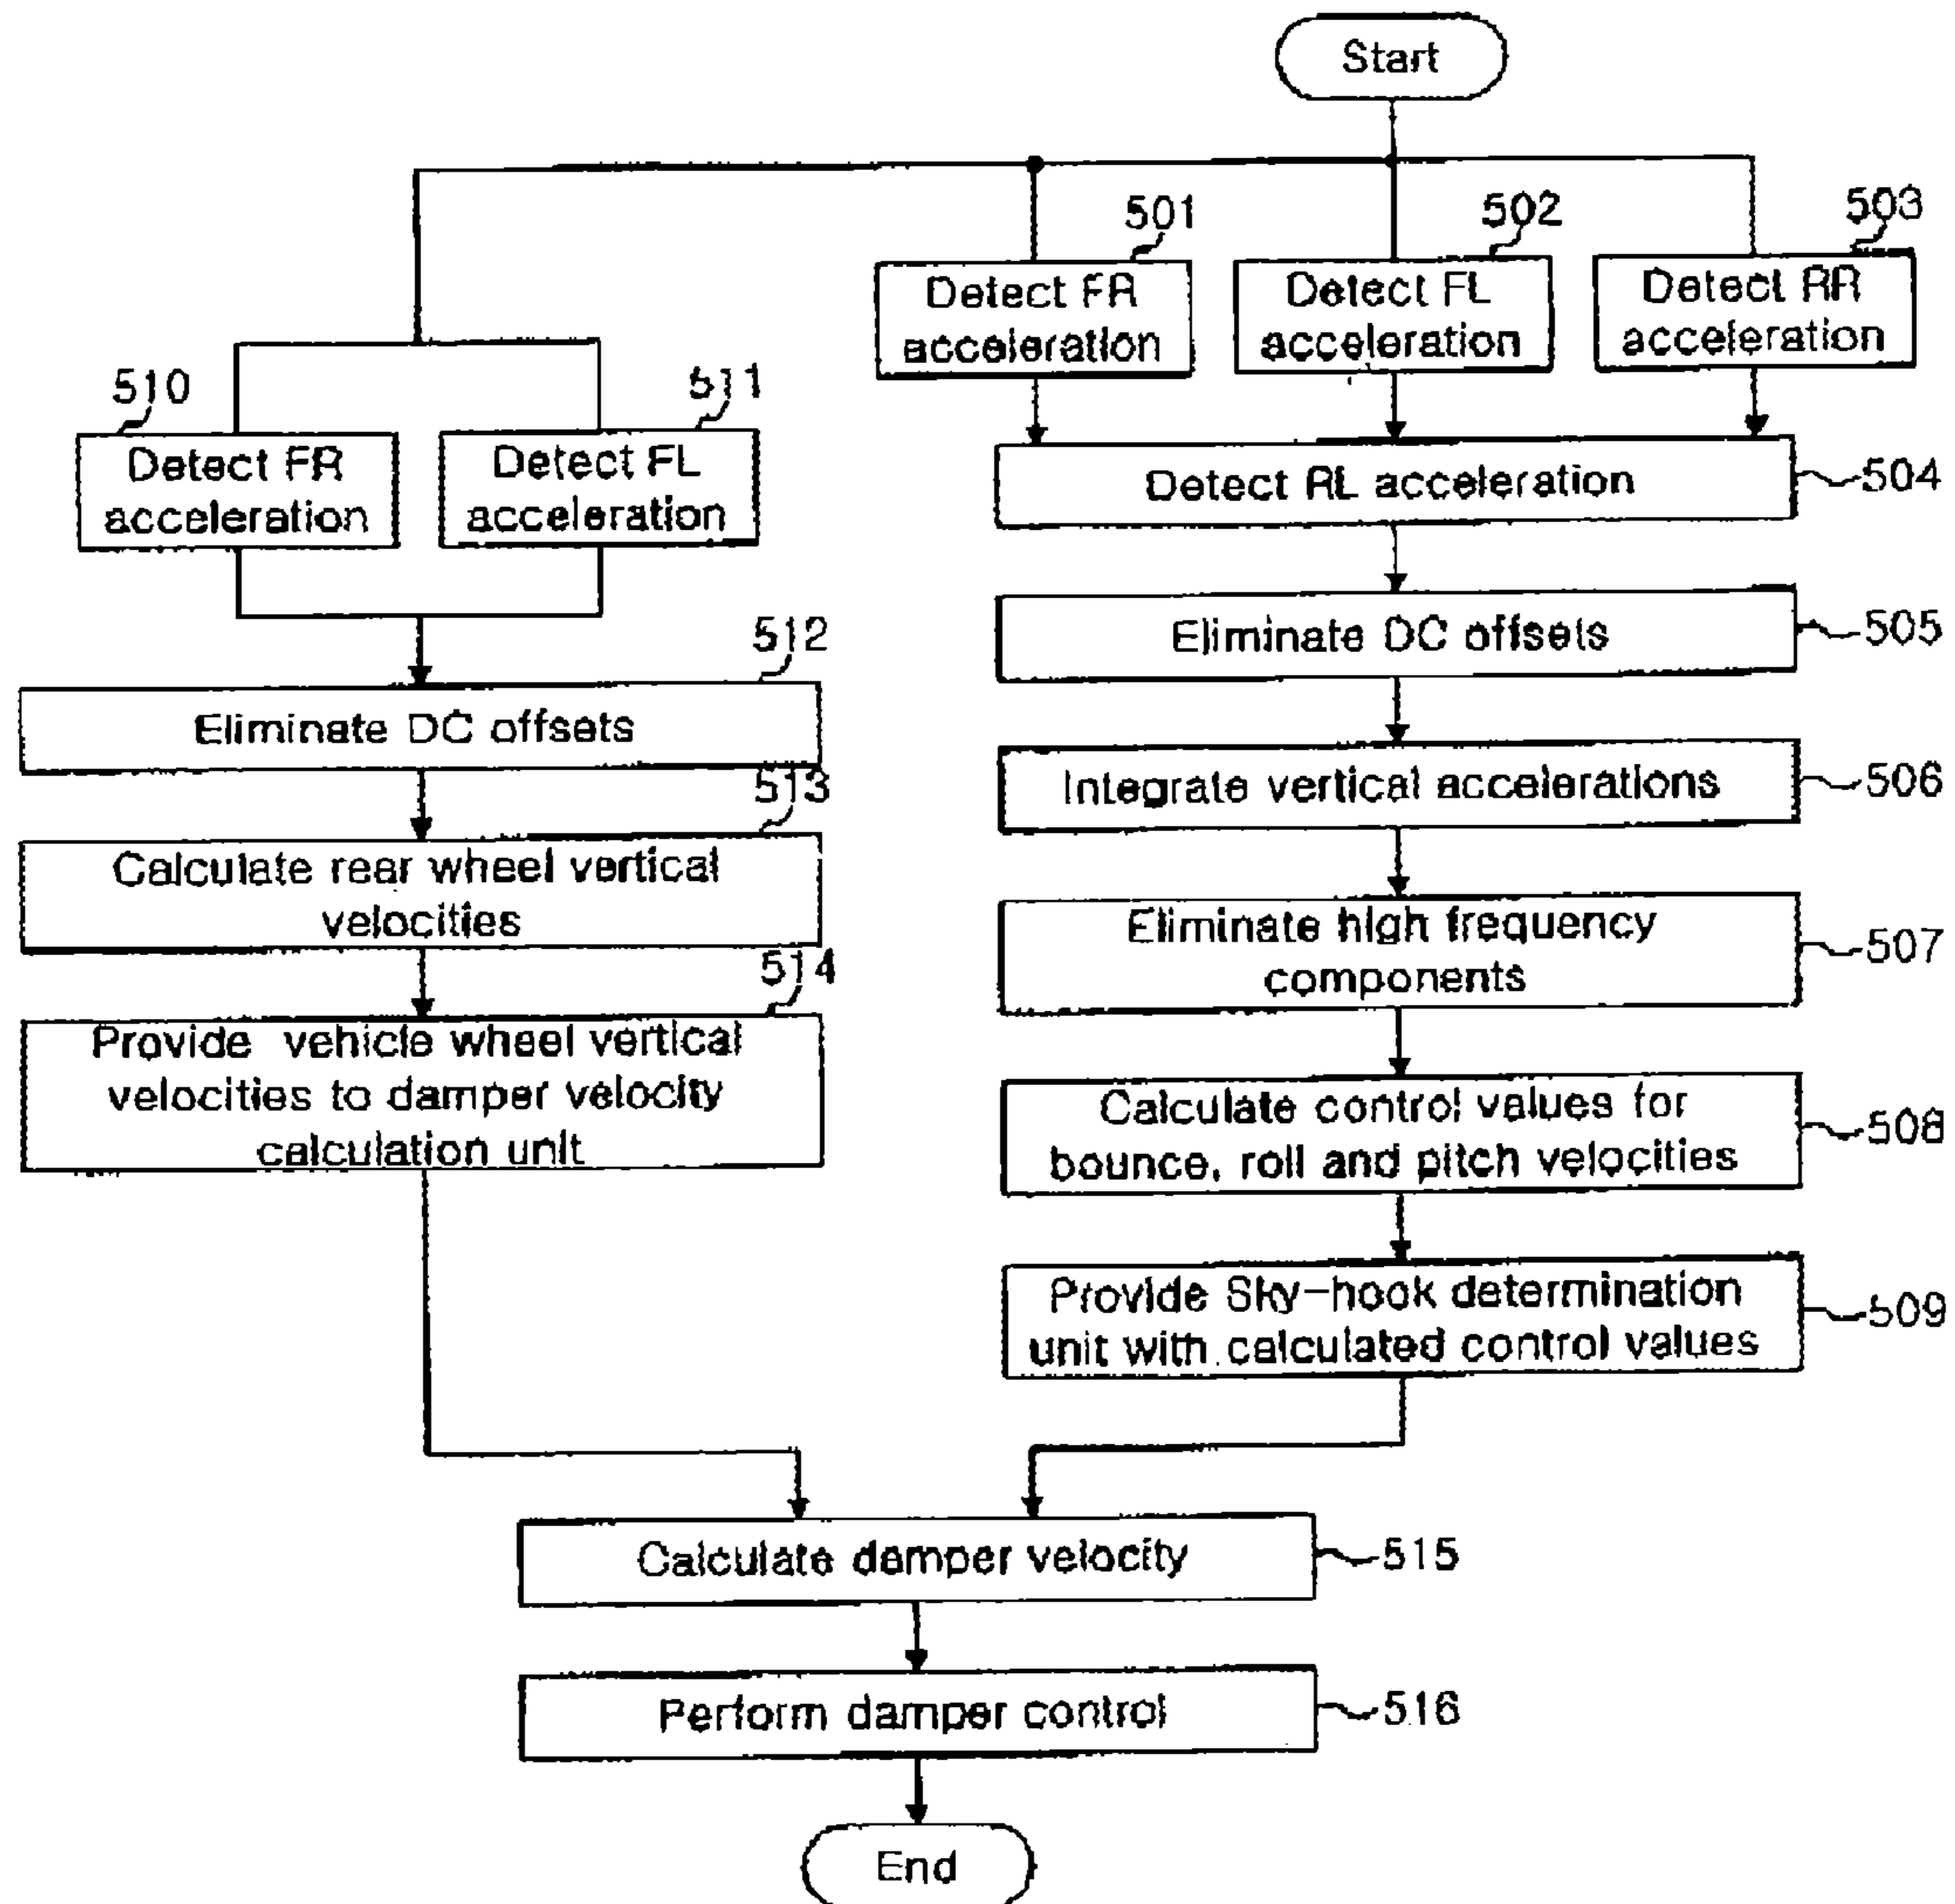 Start
501
502
503
Detect FR
acceleration
Detect FL
acceleration
Detect RR
acceleration
510
511
Detect FR
acceleration
Detect FL
acceleration
Detect RL acceleration
504
Eliminate DC offsets
505
512
Eliminate DC offsets
Integrate vertical accelerations
506
513
Calculate rear wheel vertical
velocities
Eliminate high frequency
components
507
514
Provide vehicle wheel vertical
velocities to damper velocity
calculation unit
Calculate control values for
bounce, roll and pitch velocities
508
Provide Sky-hook determination
unit with calculated control values
509
Calculate damper velocity
515
Perform damper control
516
End